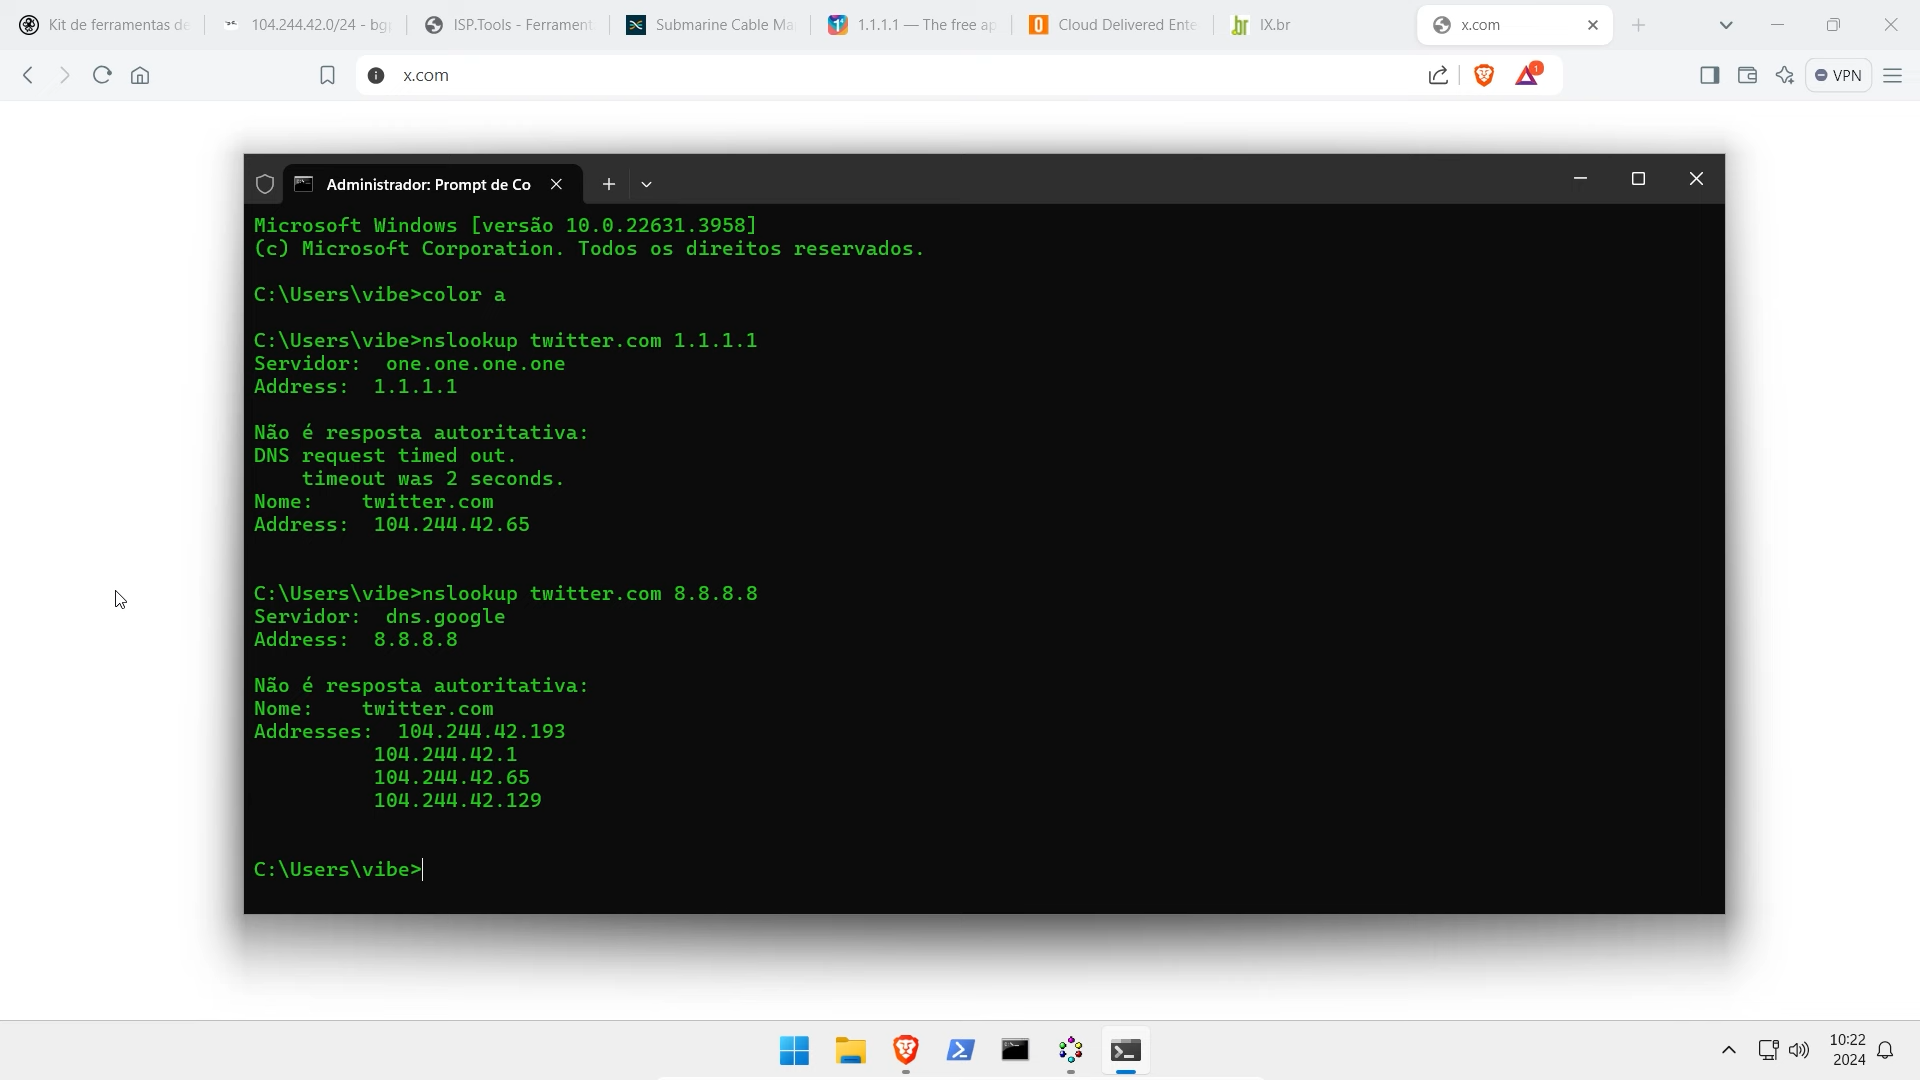 Kit de ferramentas de
104.244.42.0/24 - bgp
ISP.Tools - Ferrament
Submarine Cable Ma
1.1.1.1 — The free ap
Cloud Delivered Ente
IX.br
x.com
x.com
1
VPN
Administrador: Prompt de Co
Microsoft Windows [versão 10.0.22631.3958]
(c) Microsoft Corporation. Todos os direitos reservados.
C:\Users\vibe>color a
C:\Users\vibe>nslookup twitter.com 1.1.1.1
Servidor:  one.one.one.one
Address:  1.1.1.1
Não é resposta autoritativa:
DNS request timed out.
    timeout was 2 seconds.
Nome:    twitter.com
Address:  104.244.42.65
C:\Users\vibe>nslookup twitter.com 8.8.8.8
Servidor:  dns.google
Address:  8.8.8.8
Não é resposta autoritativa:
Nome:    twitter.com
Addresses:  104.244.42.193
          104.244.42.1
          104.244.42.65
          104.244.42.129
C:\Users\vibe>
10:22
2024